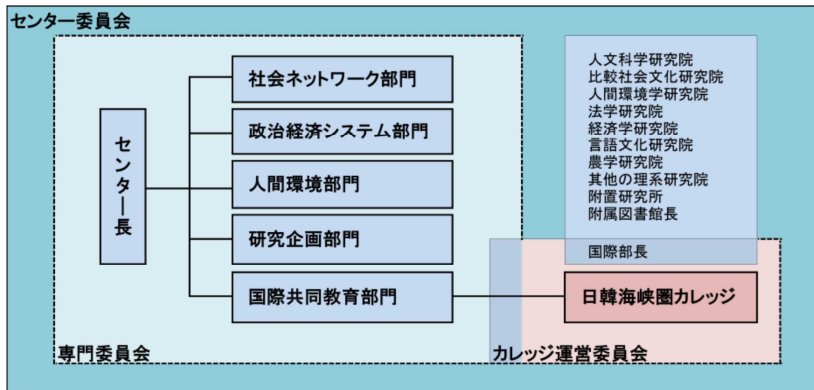 センター委員会
センター長
社会ネットワーク部門
政治経済システム部門
人間環境部門
研究企画部門
国際共同教育部門
専門委員会
人文科学研究院
比較社会文化研究院
人間環境学研究院
法学研究院
経済学研究院
言語文化研究院
農学研究院
其他の理系研究院
附置研究所
附属図書館長
国際部長
日韓海峡圏カレッジ
カレッジ運営委員会